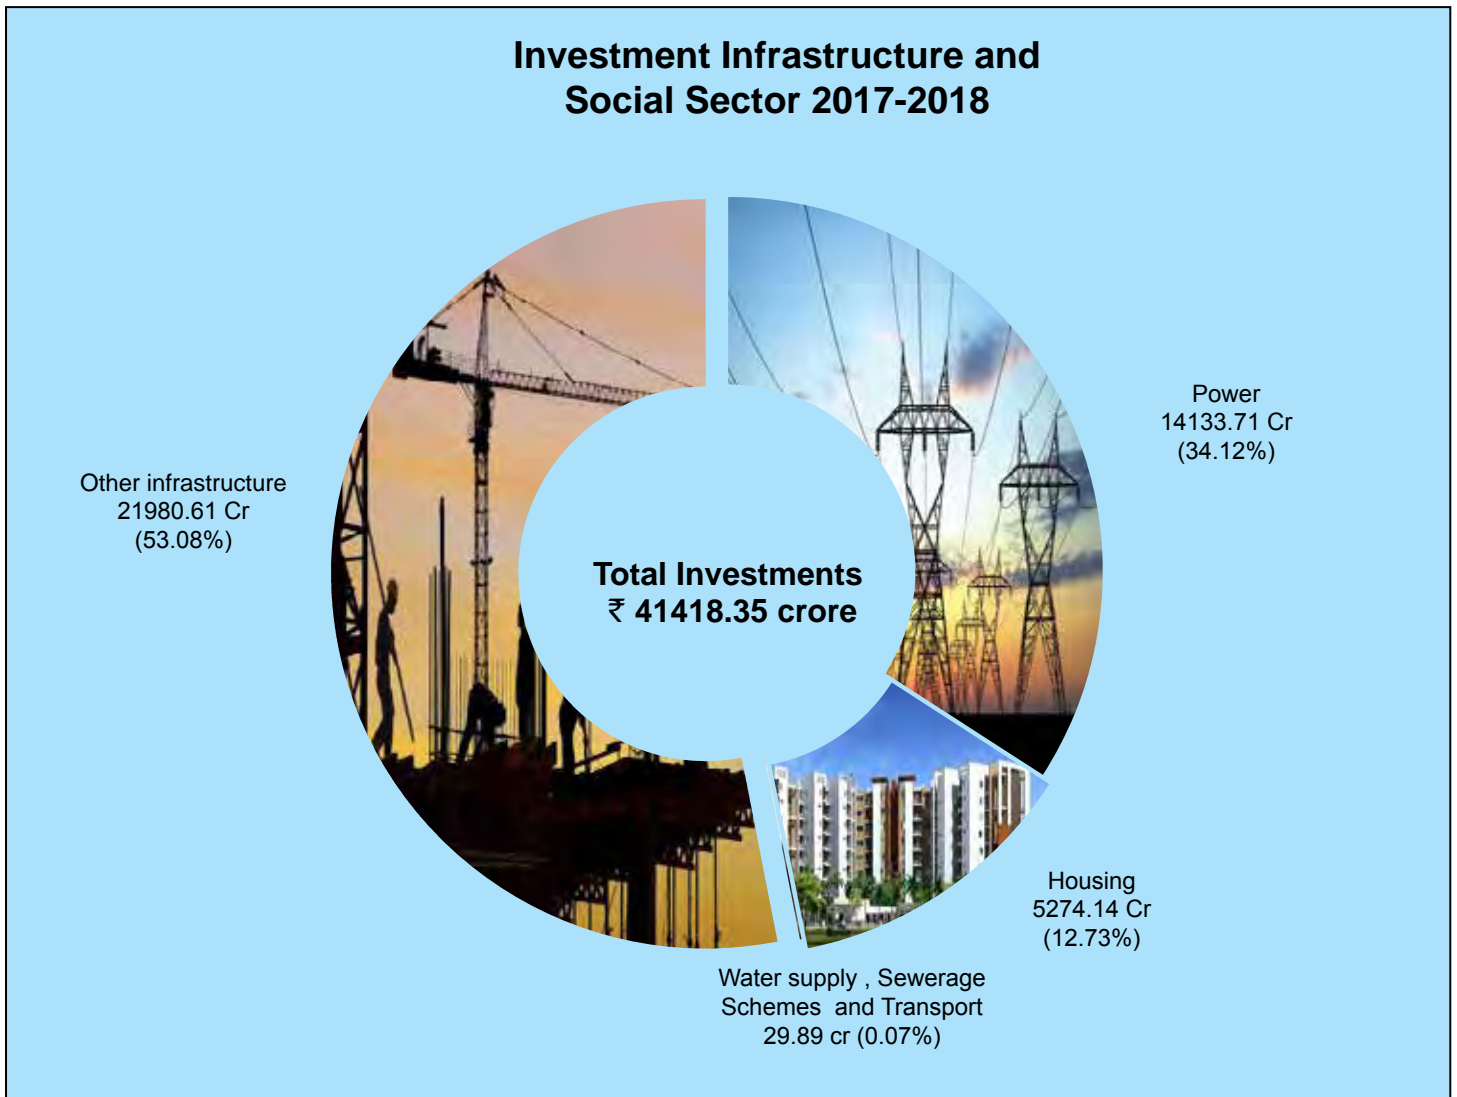 Investment Infrastructure and
Social Sector 2017-2018
Power
14133.71 Cr
(34.12%)
Other infrastructure
21980.61 Cr
(53.08%)
Total Investments
₹ 41418.35 crore
Housing
5274.14 Cr
(12.73%)
Water supply , Sewerage
Schemes  and Transport
29.89 cr (0.07%)